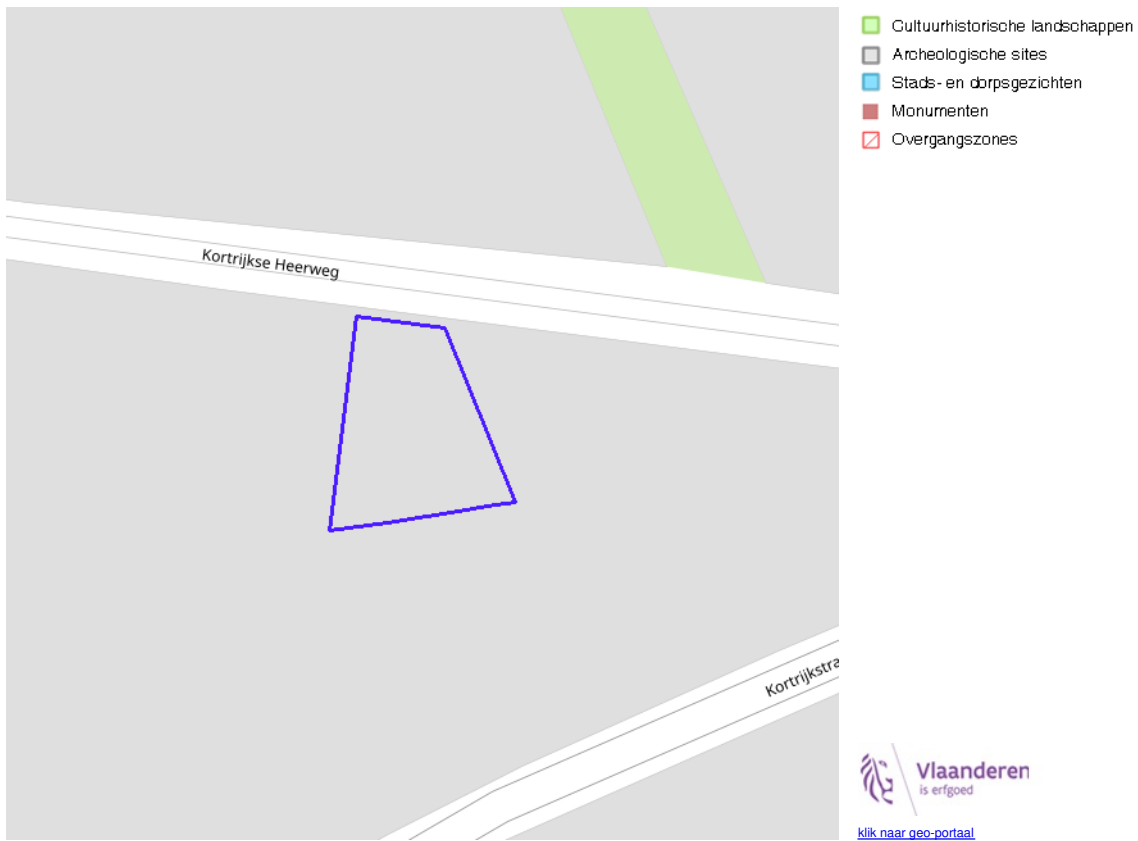 Cultuurhistorische landschappen
Archeologische sites
Stads- en dorpsgezichten
Monumenten
Overgangszones
Kortrijkse Heerweg
Kortrijkstra
Vlaanderen
is erfgoed
klik naar geo-portaal